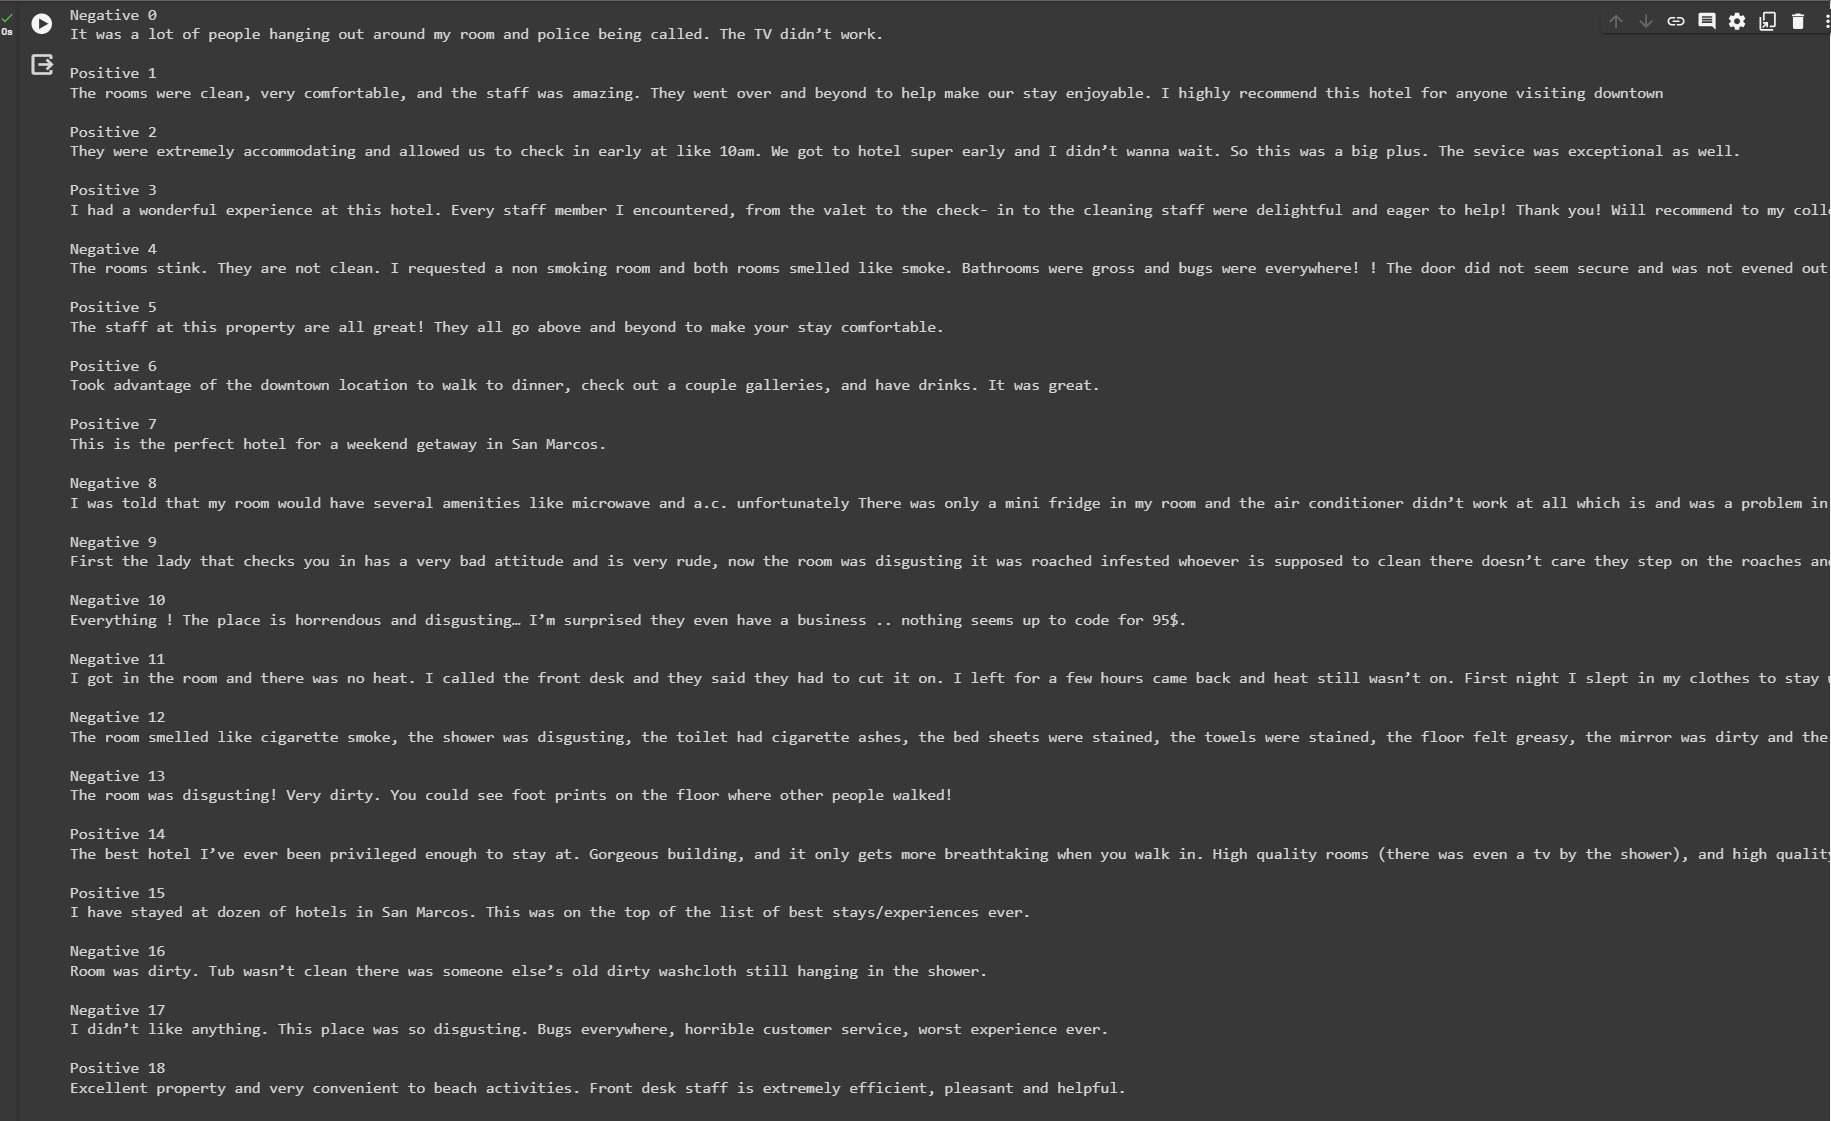 0s
Negative 0
It was a lot of people hanging out around my room and police being called. The TV didn’t work.
Positive 1
The rooms were clean, very comfortable, and the staff was amazing. They went over and beyond to help make our stay enjoyable. I highly recommend this hotel for anyone visiting downtown
Positive 2
They were extremely accommodating and allowed us to check in early at like 10am. We got to hotel super early and I didn’t wanna wait. So this was a big plus. The sevice was exceptional as well.
Positive 3
I had a wonderful experience at this hotel. Every staff member I encountered, from the valet to the check- in to the cleaning staff were delightful and eager to help! Thank you! Will recommend to my coll
Negative 4
The rooms stink. They are not clean. I requested a non smoking room and both rooms smelled like smoke. Bathrooms were gross and bugs were everywhere! ! The door did not seem secure and was not evened out
Positive 5
The staff at this property are all great! They all go above and beyond to make your stay comfortable.
Positive 6
Took advantage of the downtown location to walk to dinner, check out a couple galleries, and have drinks. It was great.
Positive 7
This is the perfect hotel for a weekend getaway in San Marcos.
Negative 8
I was told that my room would have several amenities like microwave and a.c. unfortunately There was only a mini fridge in my room and the air conditioner didn’t work at all which is and was a problem in
Negative 9
First the lady that checks you in has a very bad attitude and is very rude, now the room was disgusting it was roached infested whoever is supposed to clean there doesn’t care they step on the roaches an
Negative 10
Everything ! The place is horrendous and disgusting… I’m surprised they even have a business .. nothing seems up to code for 95$.
Negative 11
I got in the room and there was no heat. I called the front desk and they said they had to cut it on. I left for a few hours came back and heat still wasn’t on. First night I slept in my clothes to stay
Negative 12
The room smelled like cigarette smoke, the shower was disgusting, the toilet had cigarette ashes, the bed sheets were stained, the towels were stained, the floor felt greasy, the mirror was dirty and the
Negative 13
The room was disgusting! Very dirty. You could see foot prints on the floor where other people walked!
Positive 14
The best hotel I’ve ever been privileged enough to stay at. Gorgeous building, and it only gets more breathtaking when you walk in. High quality rooms (there was even a tv by the shower), and high quality
Positive 15
I have stayed at dozen of hotels in San Marcos. This was on the top of the list of best stays/experiences ever.
Negative 16
Room was dirty. Tub wasn’t clean there was someone else’s old dirty washcloth still hanging in the shower.
Negative 17
I didn’t like anything. This place was so disgusting. Bugs everywhere, horrible customer service, worst experience ever.
Positive 18
Excellent property and very convenient to beach activities. Front desk staff is extremely efficient, pleasant and helpful.